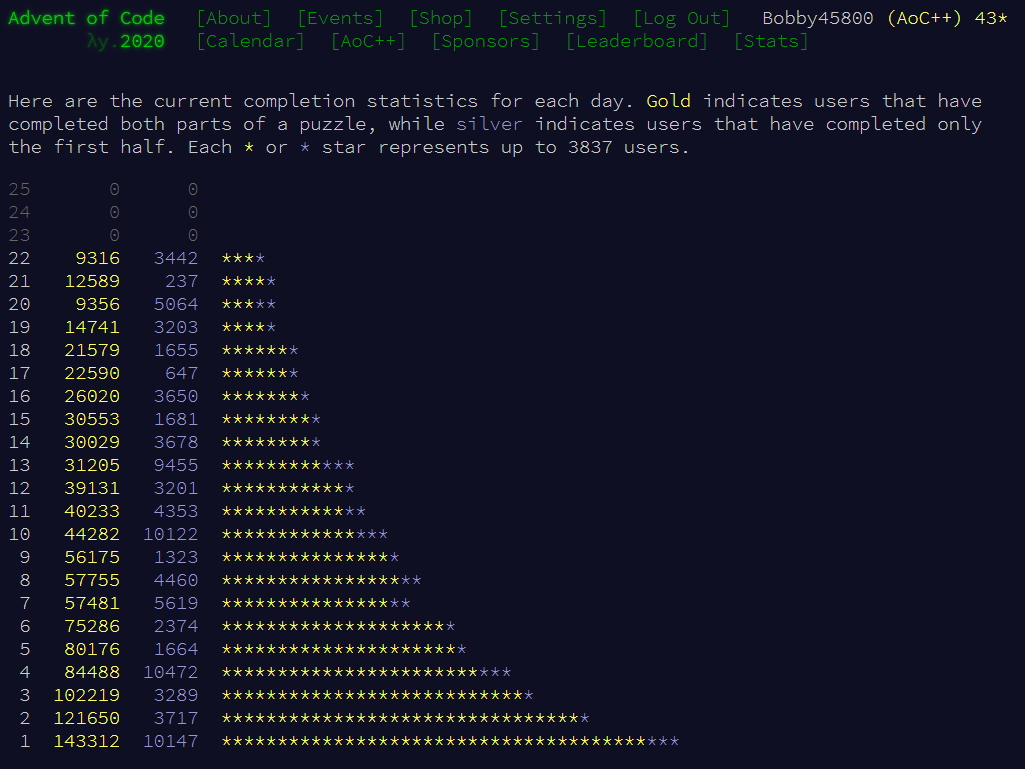 Advent of Code [About] [Events] [Shop] [Settings] [Log Out] Bobby45800 (AoC++) 43*
λy.2020 [Calendar] [AoC++] [Sponsors] [Leaderboard] [Stats]
Here are the current completion statistics for each day. Gold indicates users that have
completed both parts of a puzzle, while silver indicates users that have completed only
the first half. Each * or * star represents up to 3837 users.
25 0 0
24 0 0
23 0 0
22 9316 3442 ****
21 12589 237 *****
20 9356 5064 *****
19 14741 3203 *****
18 21579 1655 *******
17 22590 647 *******
16 26020 3650 ********
15 30553 1681 *********
14 30029 3678 *********
13 31205 9455 ************
12 39131 3201 ************
11 40233 4353 *************
10 44282 10122 ***************
9 56175 1323 ****************
8 57755 4460 ******************
7 57481 5619 *****************
6 75286 2374 *********************
5 80176 1664 **********************
4 84488 10472 **************************
3 102219 3289 ****************************
2 121650 3717 *********************************
1 143312 10147 *****************************************